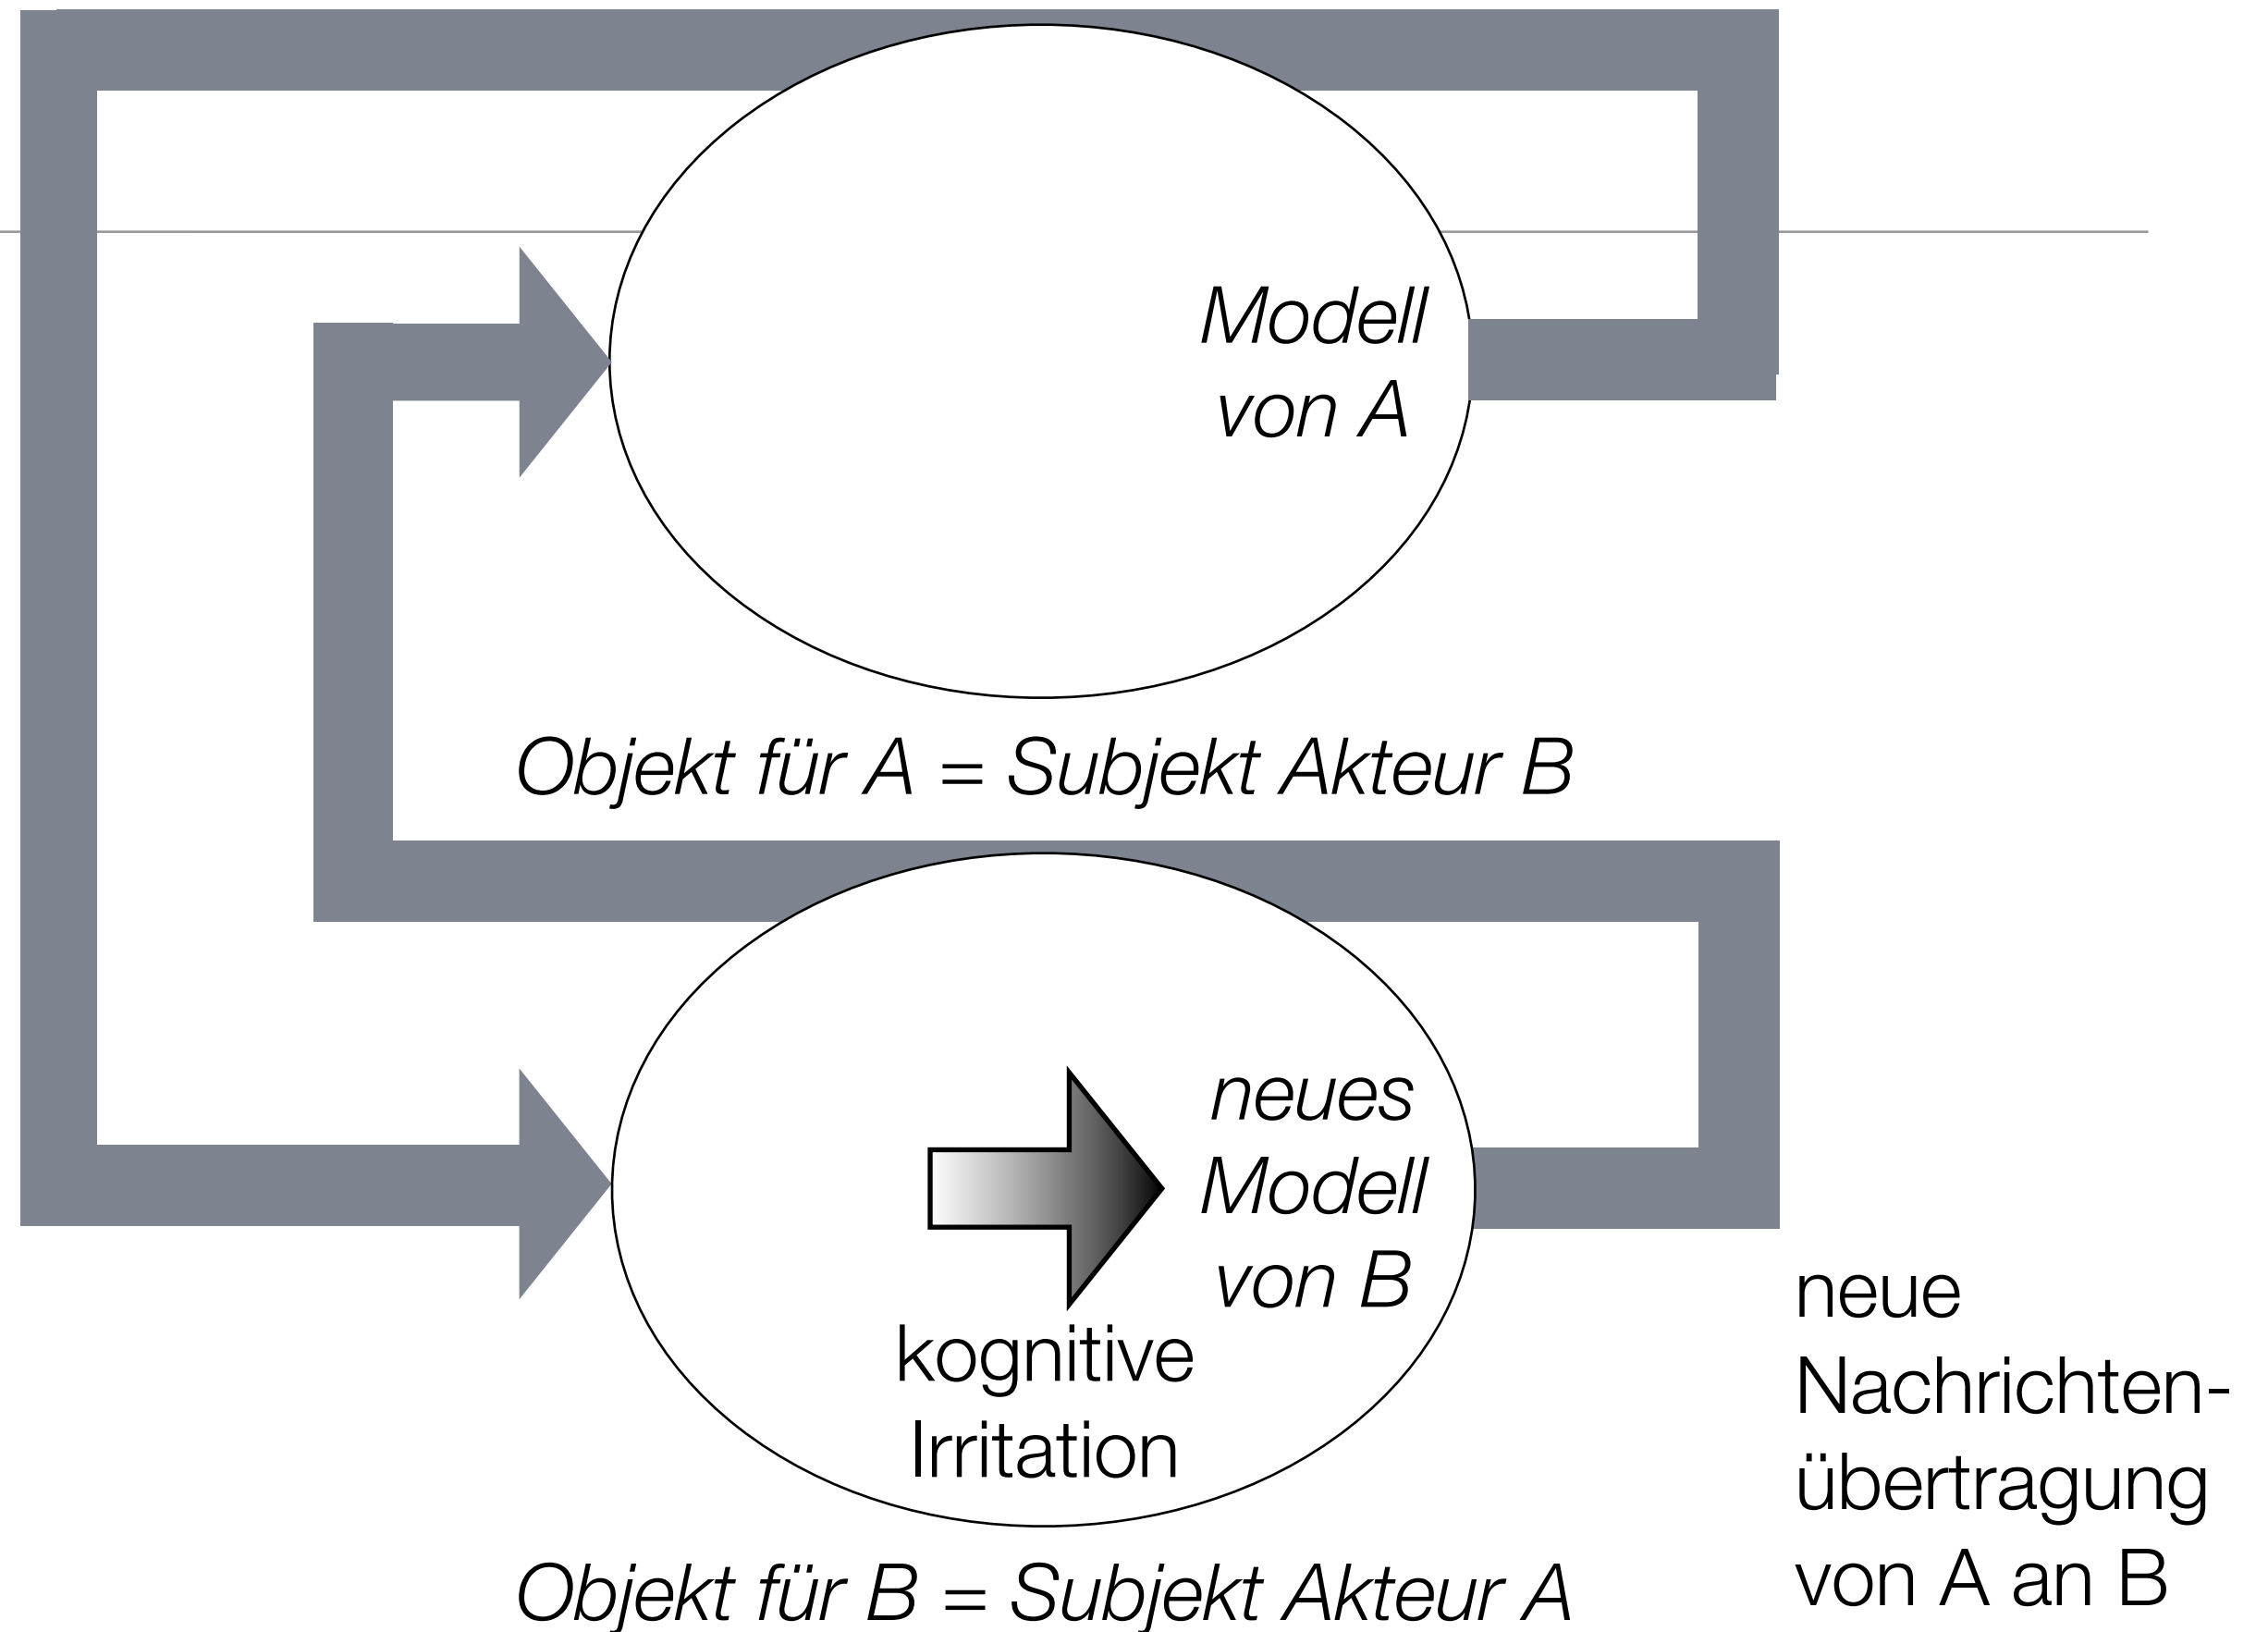 Modell
von A
Objekt für A = Subjekt Akteur B
neues
Modell
von B
kognitive
Irritation
neue
Nachrichten-
übertragung
von A an B
Objekt für B = Subjekt Akteur A